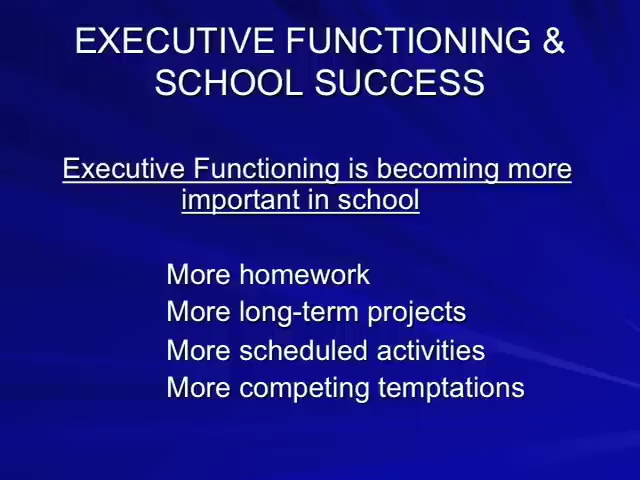 EXECUTIVE FUNCTIONING &
SCHOOL SUCCESS
Executive Functioning is becoming more
important in school
More homework
More long-term projects
More scheduled activities
More competing temptations